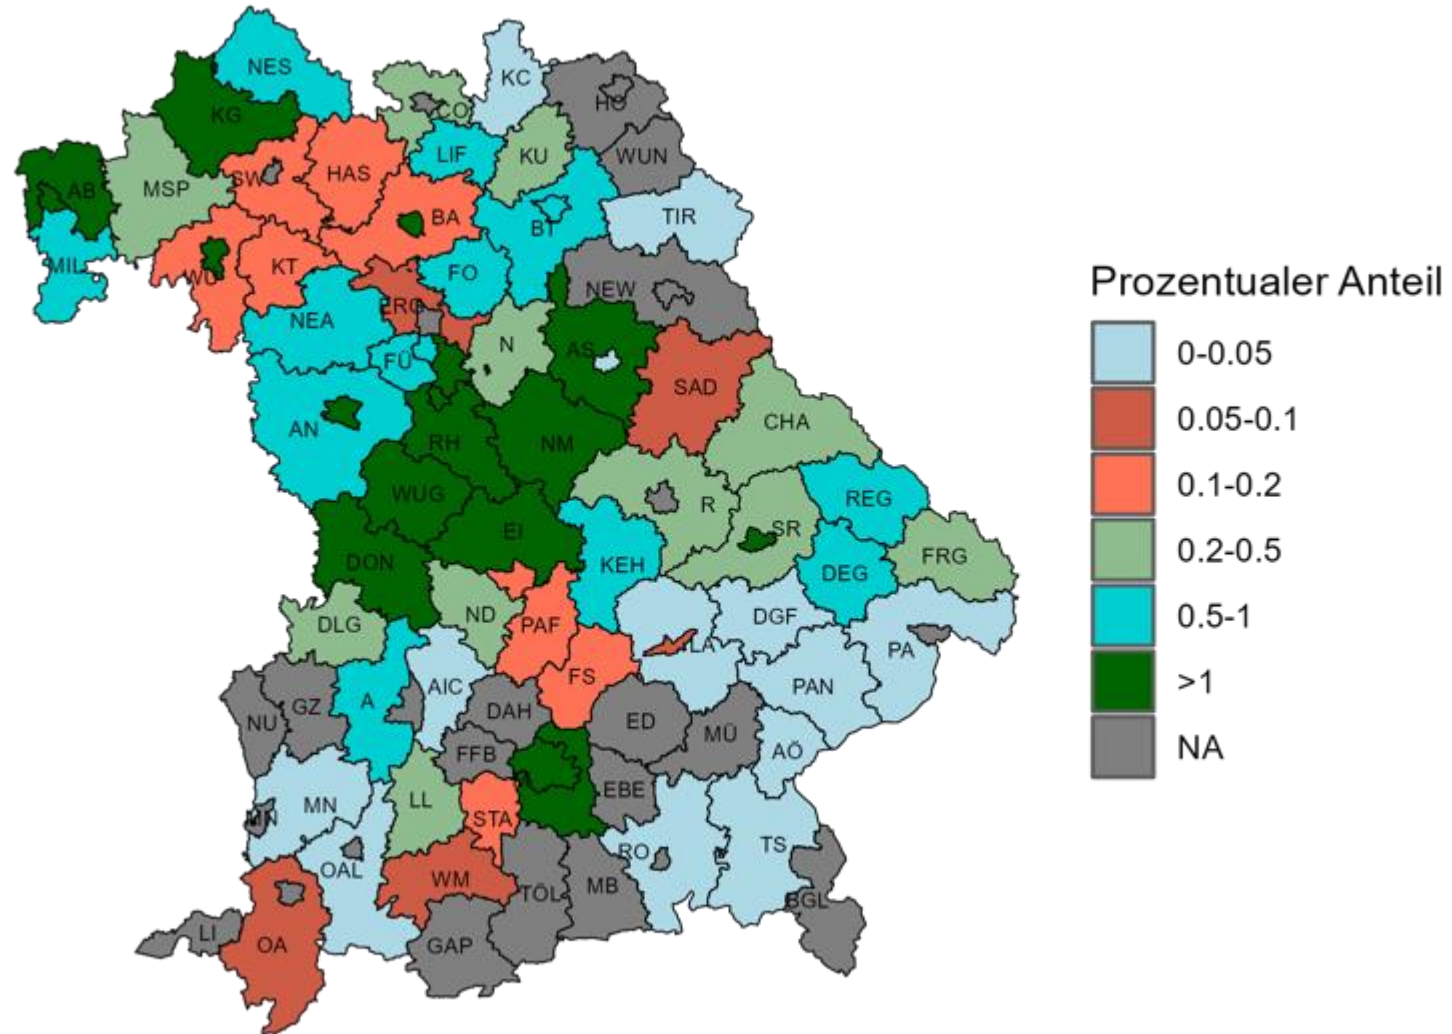 NES
KC
KG
CO
HO
LIF
KU
WUN
AB
MSP
SW
HAS
BA
TIR
BT
MIL
WÜ
KT
FO
NEW
Prozentualer Anteil
NEA
ERG
N
AS
0-0.05
FÜ
SAD
0.05-0.1
AN
RH
NM
CHA
0.1-0.2
WUG
REG
R
EI
SR
0.2-0.5
DON
KEH
DEG
FRG
0.5-1
DLG
ND
PAF
DGF
LA
PA
>1
A
AIC
FS
PAN
NU
GZ
DAH
ED
MÜ
AÖ
NA
FFB
MN
MN
LL
STA
EBE
OAL
RO
TS
WM
TÖL
MB
BGL
LI
OA
GAP